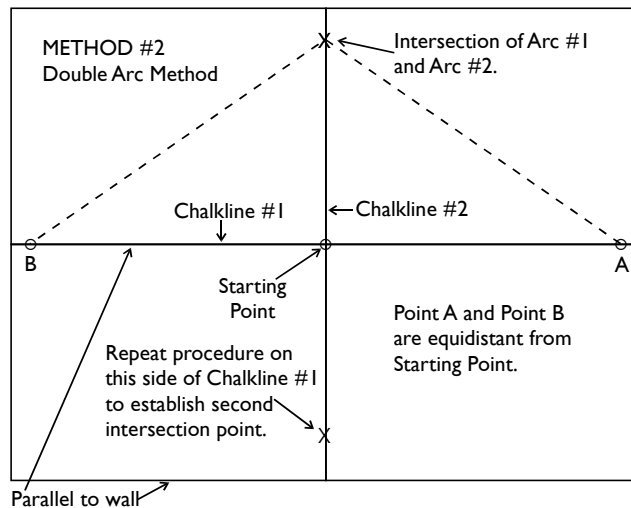 METHOD #2
Double Arc Method
X
Intersection of Arc #1
and Arc #2.
Chalkline #1
Chalkline #2
B
A
Starting
Point
Point A and Point B
are equidistant from
Starting Point.
Repeat procedure on
this side of Chalkline #1
to establish second
intersection point.
X
Parallel to wall